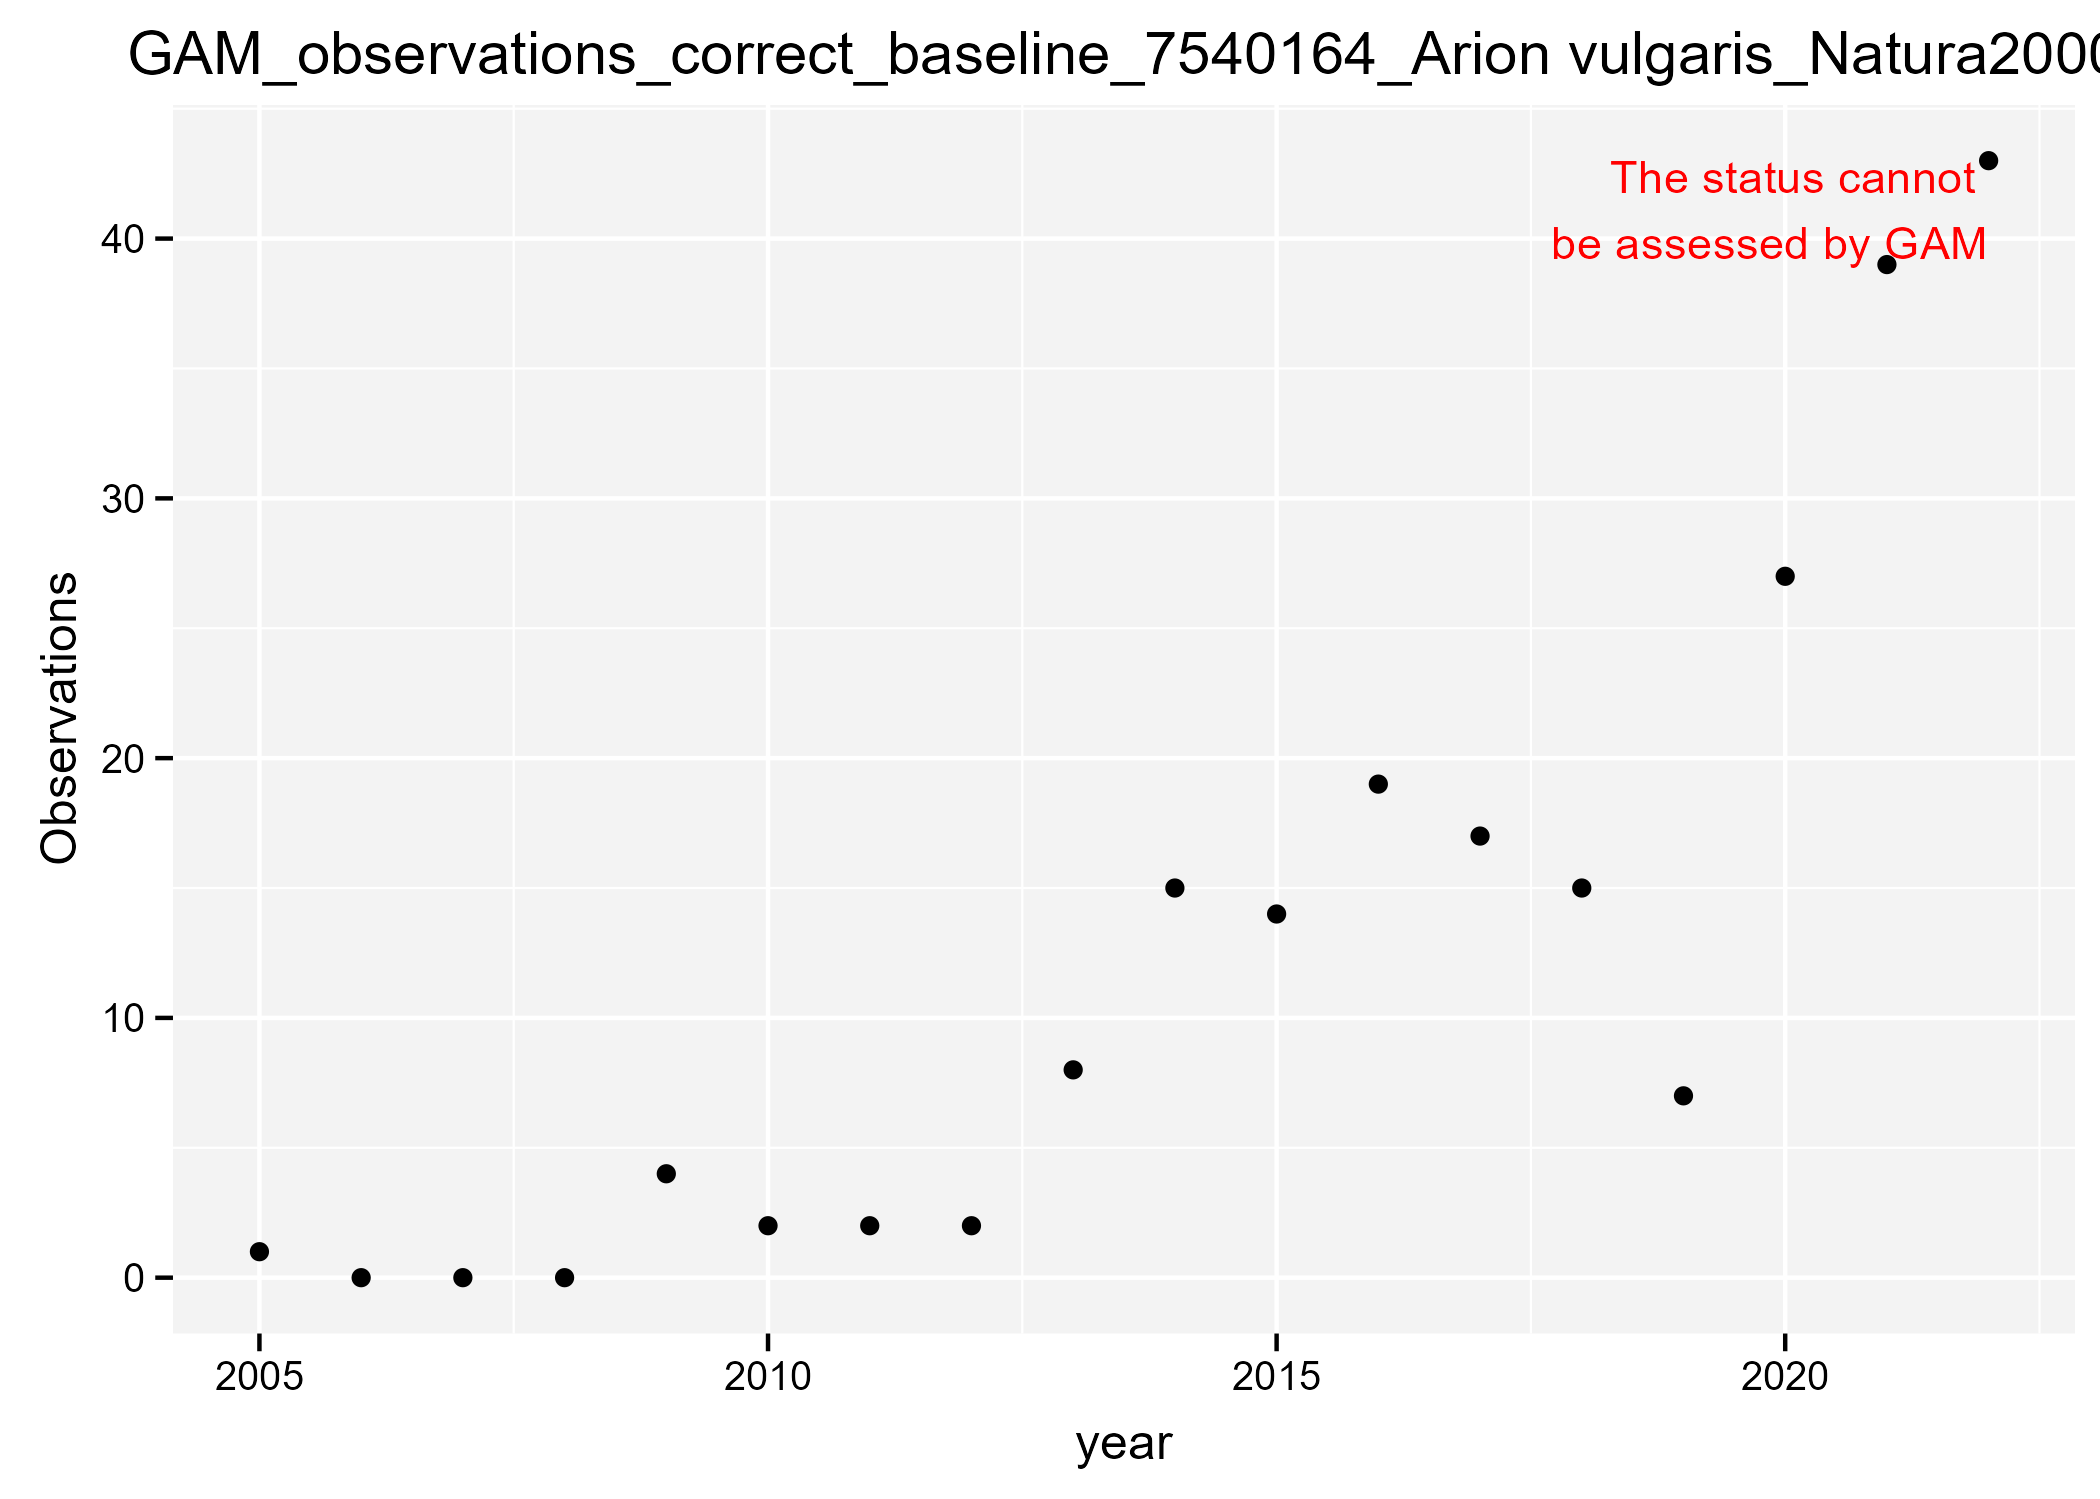 GAM_observations_correct_baseline_7540164_Arion vulgaris_Natura2000
The status cannot
be assessed by GAM
40
30
20
10
0
Observations
2005
2010
2015
2020
year